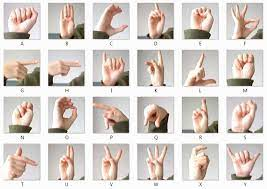 A B C D E F
G H I K L M
N O P Q R S
T U V W X Y